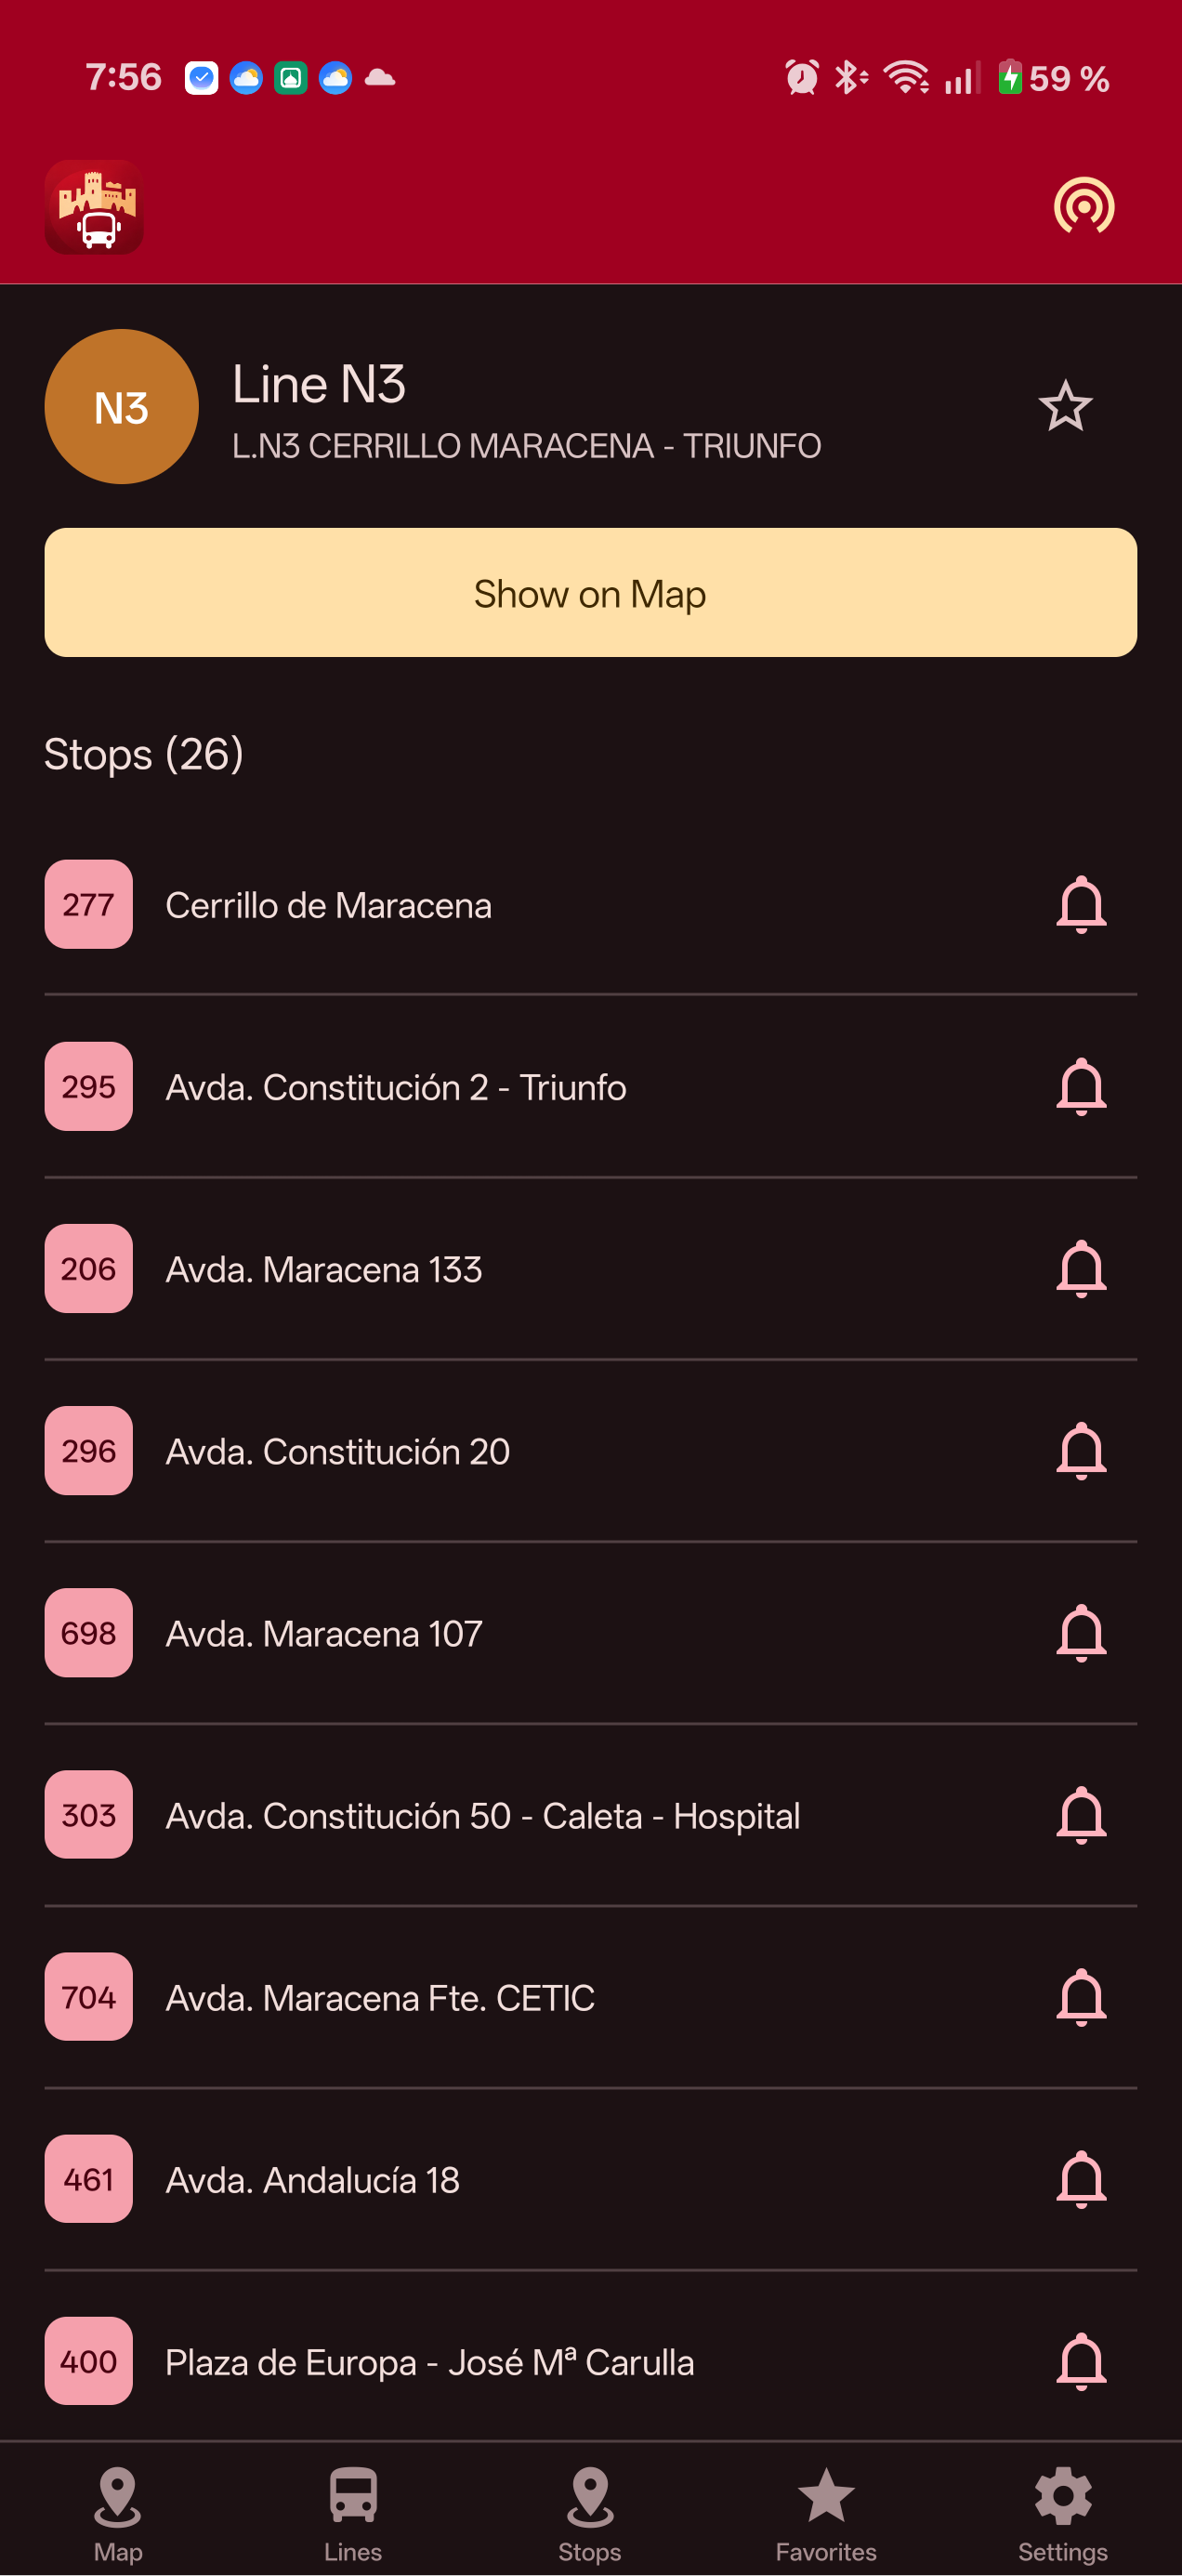 7:56
59 %
N3
Line N3
L.N3 CERRILLO MARACENA - TRIUNFO
Show on Map
Stops (26)
277 Cerrillo de Maracena
295 Avda. Constitución 2 - Triunfo
206 Avda. Maracena 133
296 Avda. Constitución 20
698 Avda. Maracena 107
303 Avda. Constitución 50 - Caleta - Hospital
704 Avda. Maracena Fte. CETIC
461 Avda. Andalucía 18
400 Plaza de Europa - José Mª Carulla
Map Lines Stops Favorites Settings